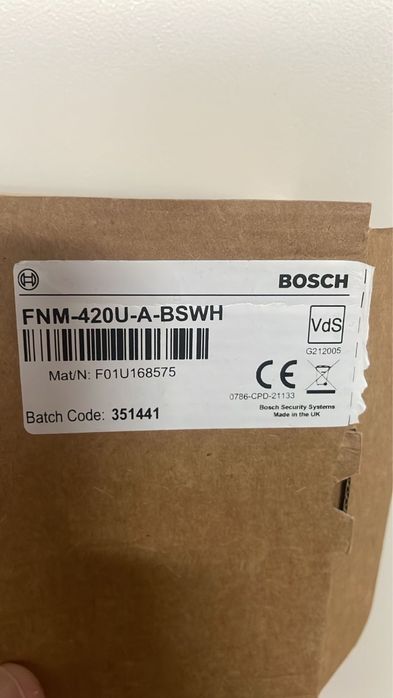 BOSCH
FNM-420U-A-BSWH
VdS
G212005
Mat/N: F01U168575
CE
0786-CPD-21133
Batch Code: 351441
Bosch Security Systems
Made in the UK